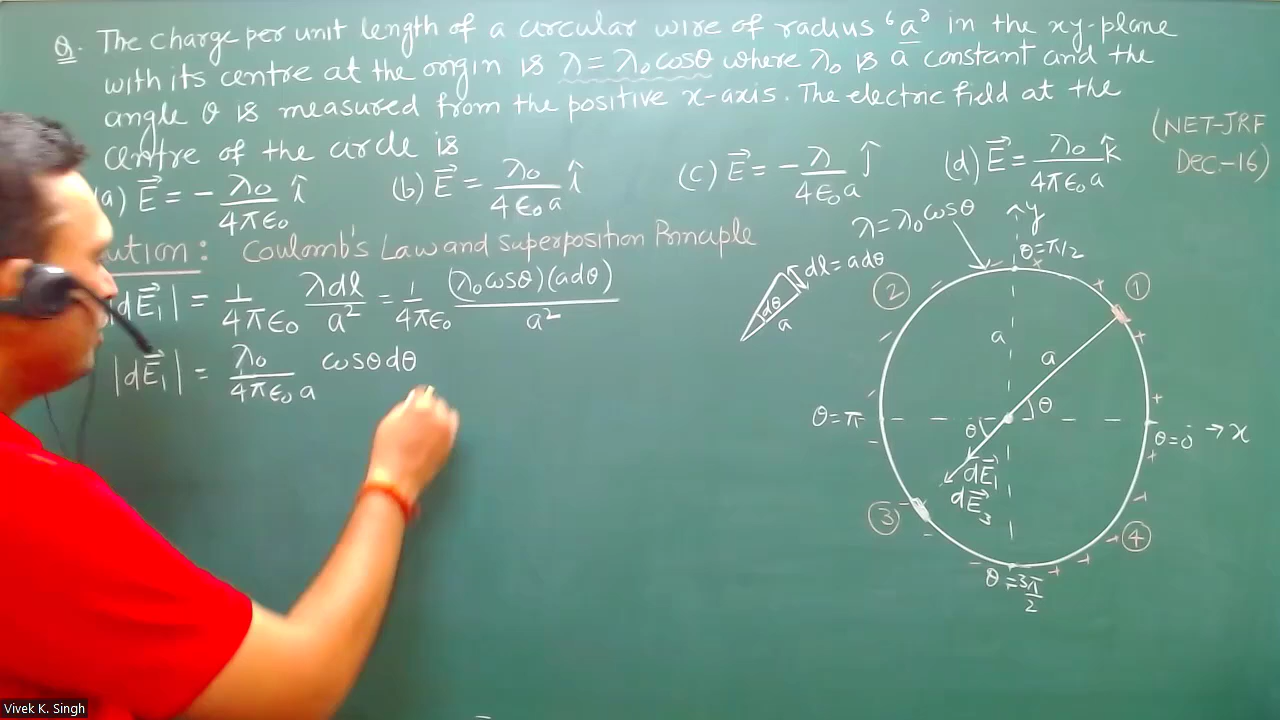 Q. The charge per unit length of a circular wire of radius 'a' in the xy-plane
with its centre at the origin is λ = λ₀cosθ where λ₀ is a constant and the
angle θ is measured from the positive x-axis. The electric field at the
centre of the circle is
(NET-JRF
Dec.-16)
a) E⃗ = - λ₀/4πϵ₀ î (b) E⃗ = λ₀/4ϵ₀a î (c) E⃗ = - λ/4ϵ₀a ĵ (d) E⃗ = λ₀/4πϵ₀a k̂
ution: Coulomb's Law and Superposition Principle
|dE⃗₁| = 1/4πϵ₀ λdl/a² = 1/4πϵ₀ (λ₀cosθ)(adθ)/a²
|dE⃗₁| = λ₀/4πϵ₀a cosθdθ
λ = λ₀cosθ
y
θ = π/2
dl = adθ
dθ
a
②
①
a
a
θ
θ = π
θ
θ = 0 → x
dE⃗₁
dE⃗₃
③
④
θ = 3π/2
Vivek K. Singh